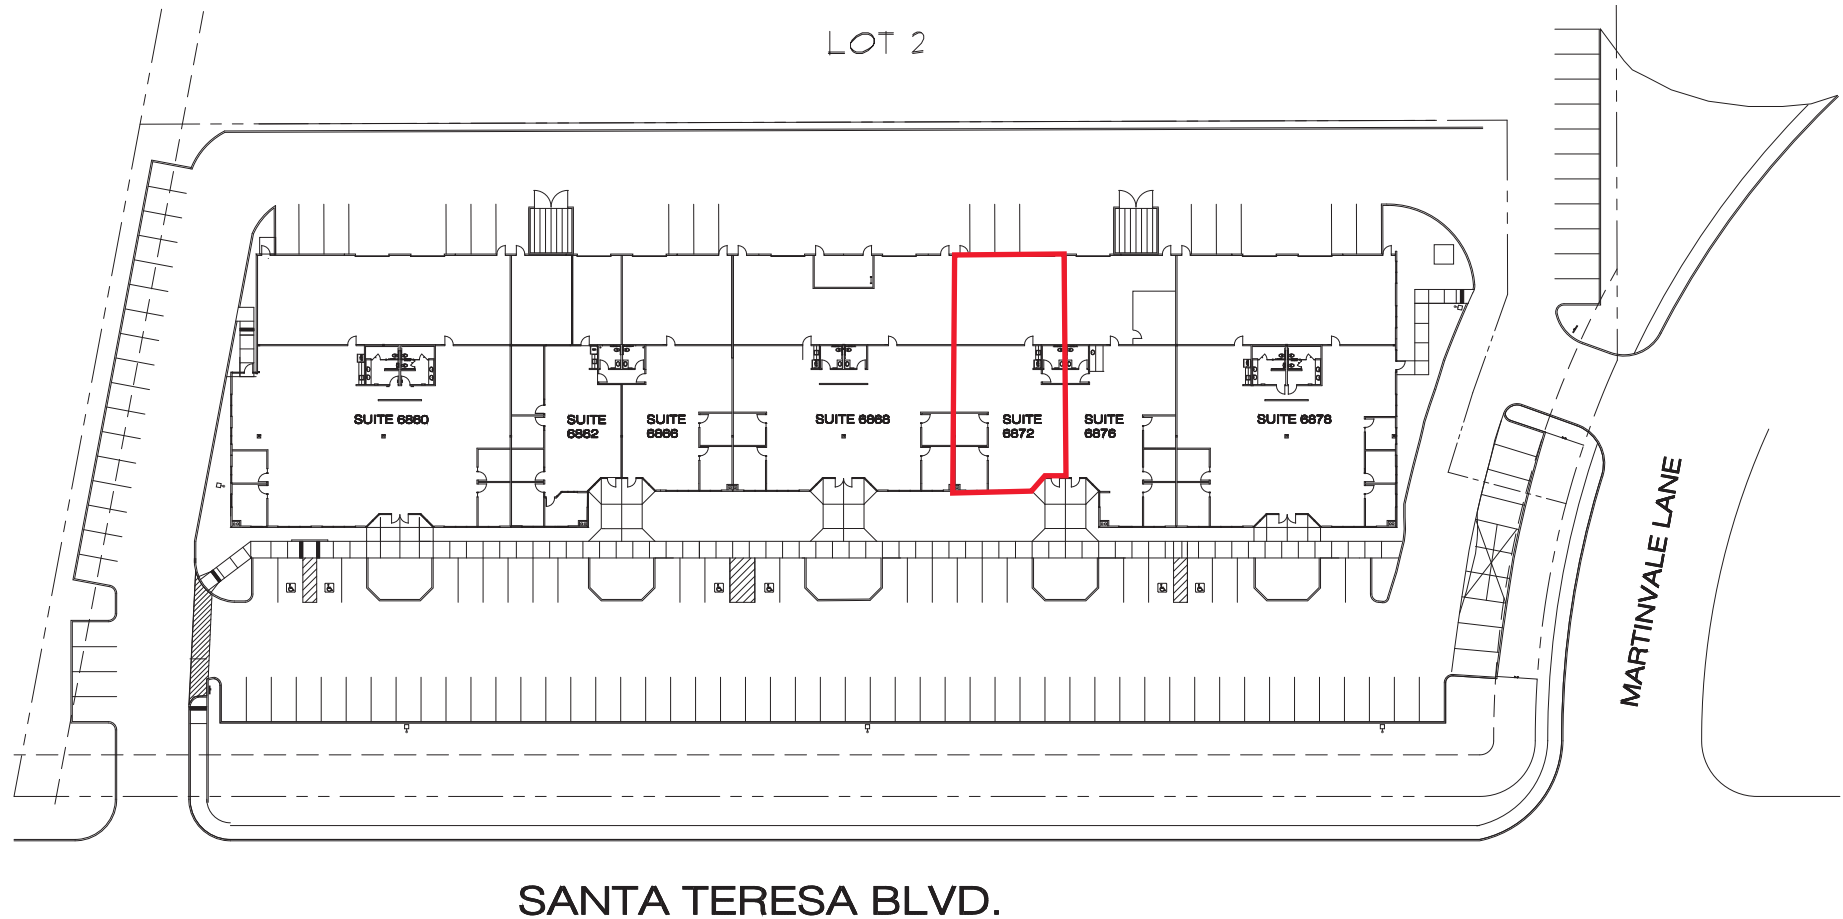 LOT 2
SUITE 6860
SUITE
6862
SUITE
6866
SUITE 6868
SUITE
6872
SUITE
6876
SUITE 6878
MARTINVALE LANE
SANTA TERESA BLVD.